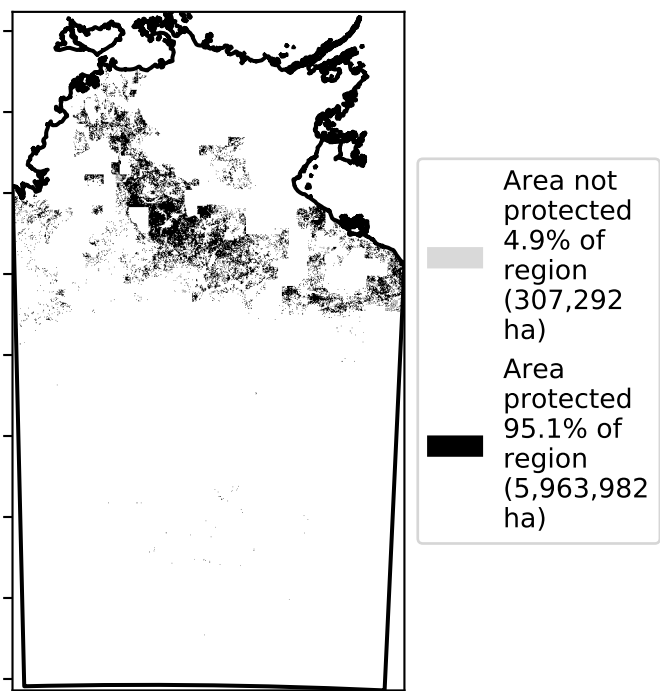 Area not
protected
4.9% of
region
(307,292
ha)
Area
protected
95.1% of
region
(5,963,982
ha)